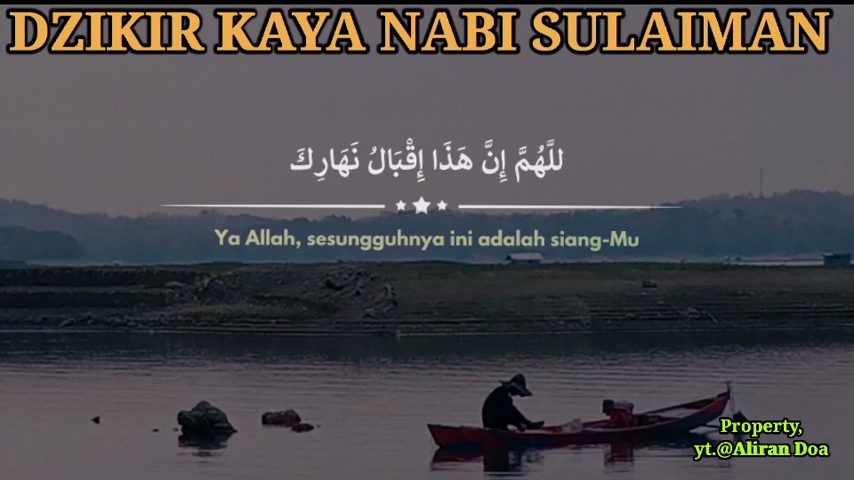 DZIKIR KAYA NABI SULAIMAN
للَّهُمَّ إِنَّ هَذَا إِقْبَالُ نَهَارِكَ
Ya Allah, sesungguhnya ini adalah siang-Mu
Property,
yt.@Aliran Doa